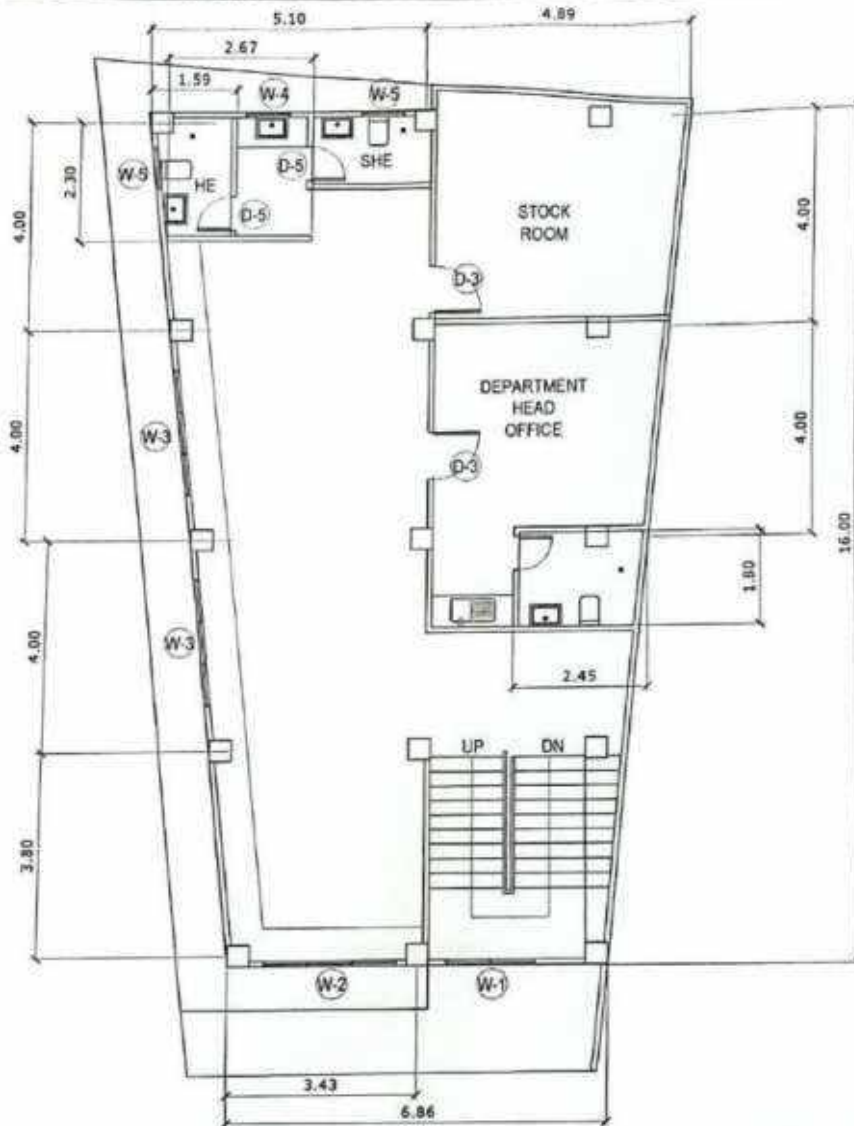 5.10
4.89
2.67
1.59
W-4
W-5
W-5
HE
D-5
SHE
D-5
2.30
4.00
STOCK
ROOM
4.00
D-3
DEPARTMENT
HEAD
OFFICE
W-3
4.00
D-3
4.00
16.00
1.80
W-3
4.00
2.45
UP
DN
3.80
W-2
W-1
3.43
6.86